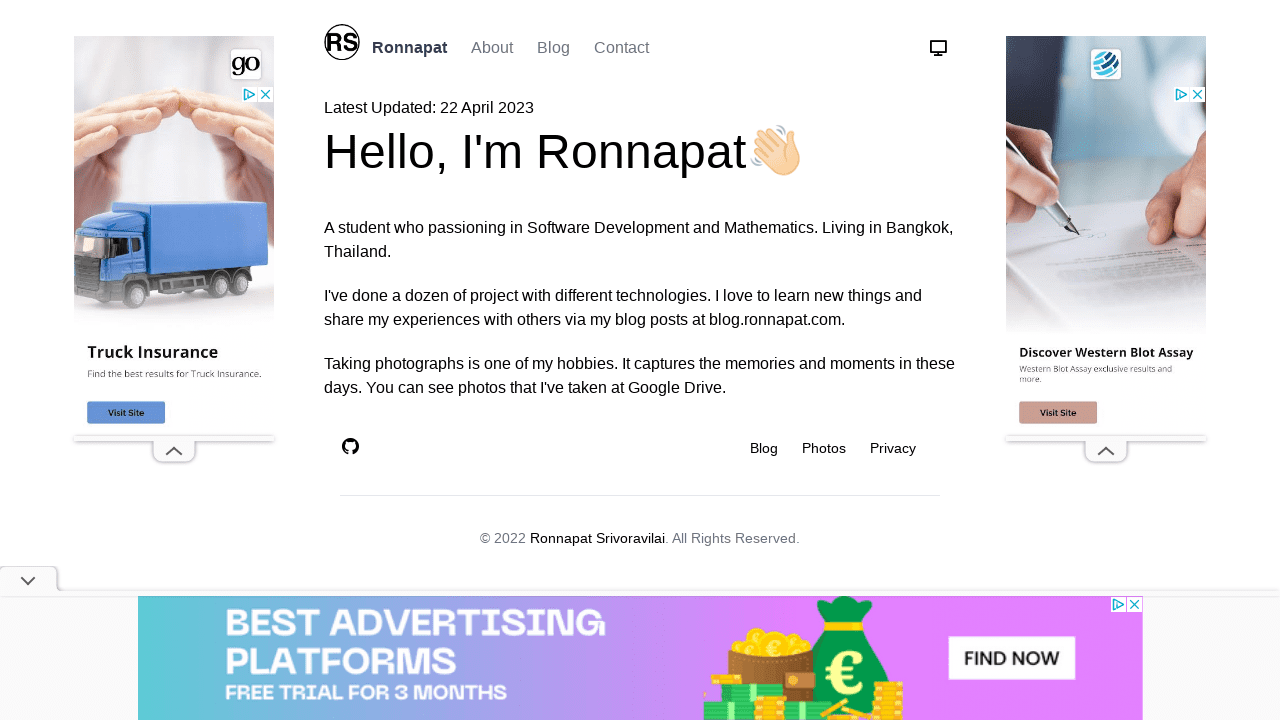 RS
Ronnapat
About
Blog
Contact
go
Truck Insurance
Find the best results for Truck Insurance.
Visit Site
Latest Updated: 22 April 2023
Hello, I'm Ronnapat👋🏻
A student who passioning in Software Development and Mathematics. Living in Bangkok,
Thailand.
I've done a dozen of project with different technologies. I love to learn new things and
share my experiences with others via my blog posts at blog.ronnapat.com.
Taking photographs is one of my hobbies. It captures the memories and moments in these
days. You can see photos that I've taken at Google Drive.
Discover Western Blot Assay
Western Blot Assay exclusive results and
more.
Visit Site
Blog
Photos
Privacy
© 2022 Ronnapat Srivoravilai. All Rights Reserved.
BEST ADVERTISING
PLATFORMS
FREE TRIAL FOR 3 MONTHS
€
€
FIND NOW